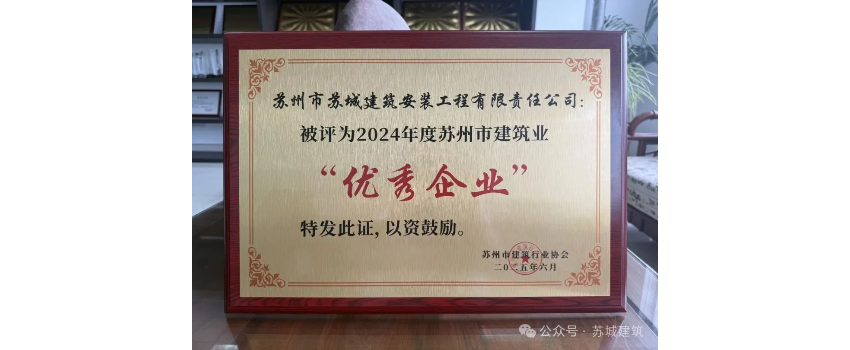 苏州市苏城建筑安装工程有限责任公司:
被评为2024年度苏州市建筑业
“优秀企业”
特发此证,以资鼓励。
苏州市建筑行业协会
二〇二五年六月
公众号·苏城建筑